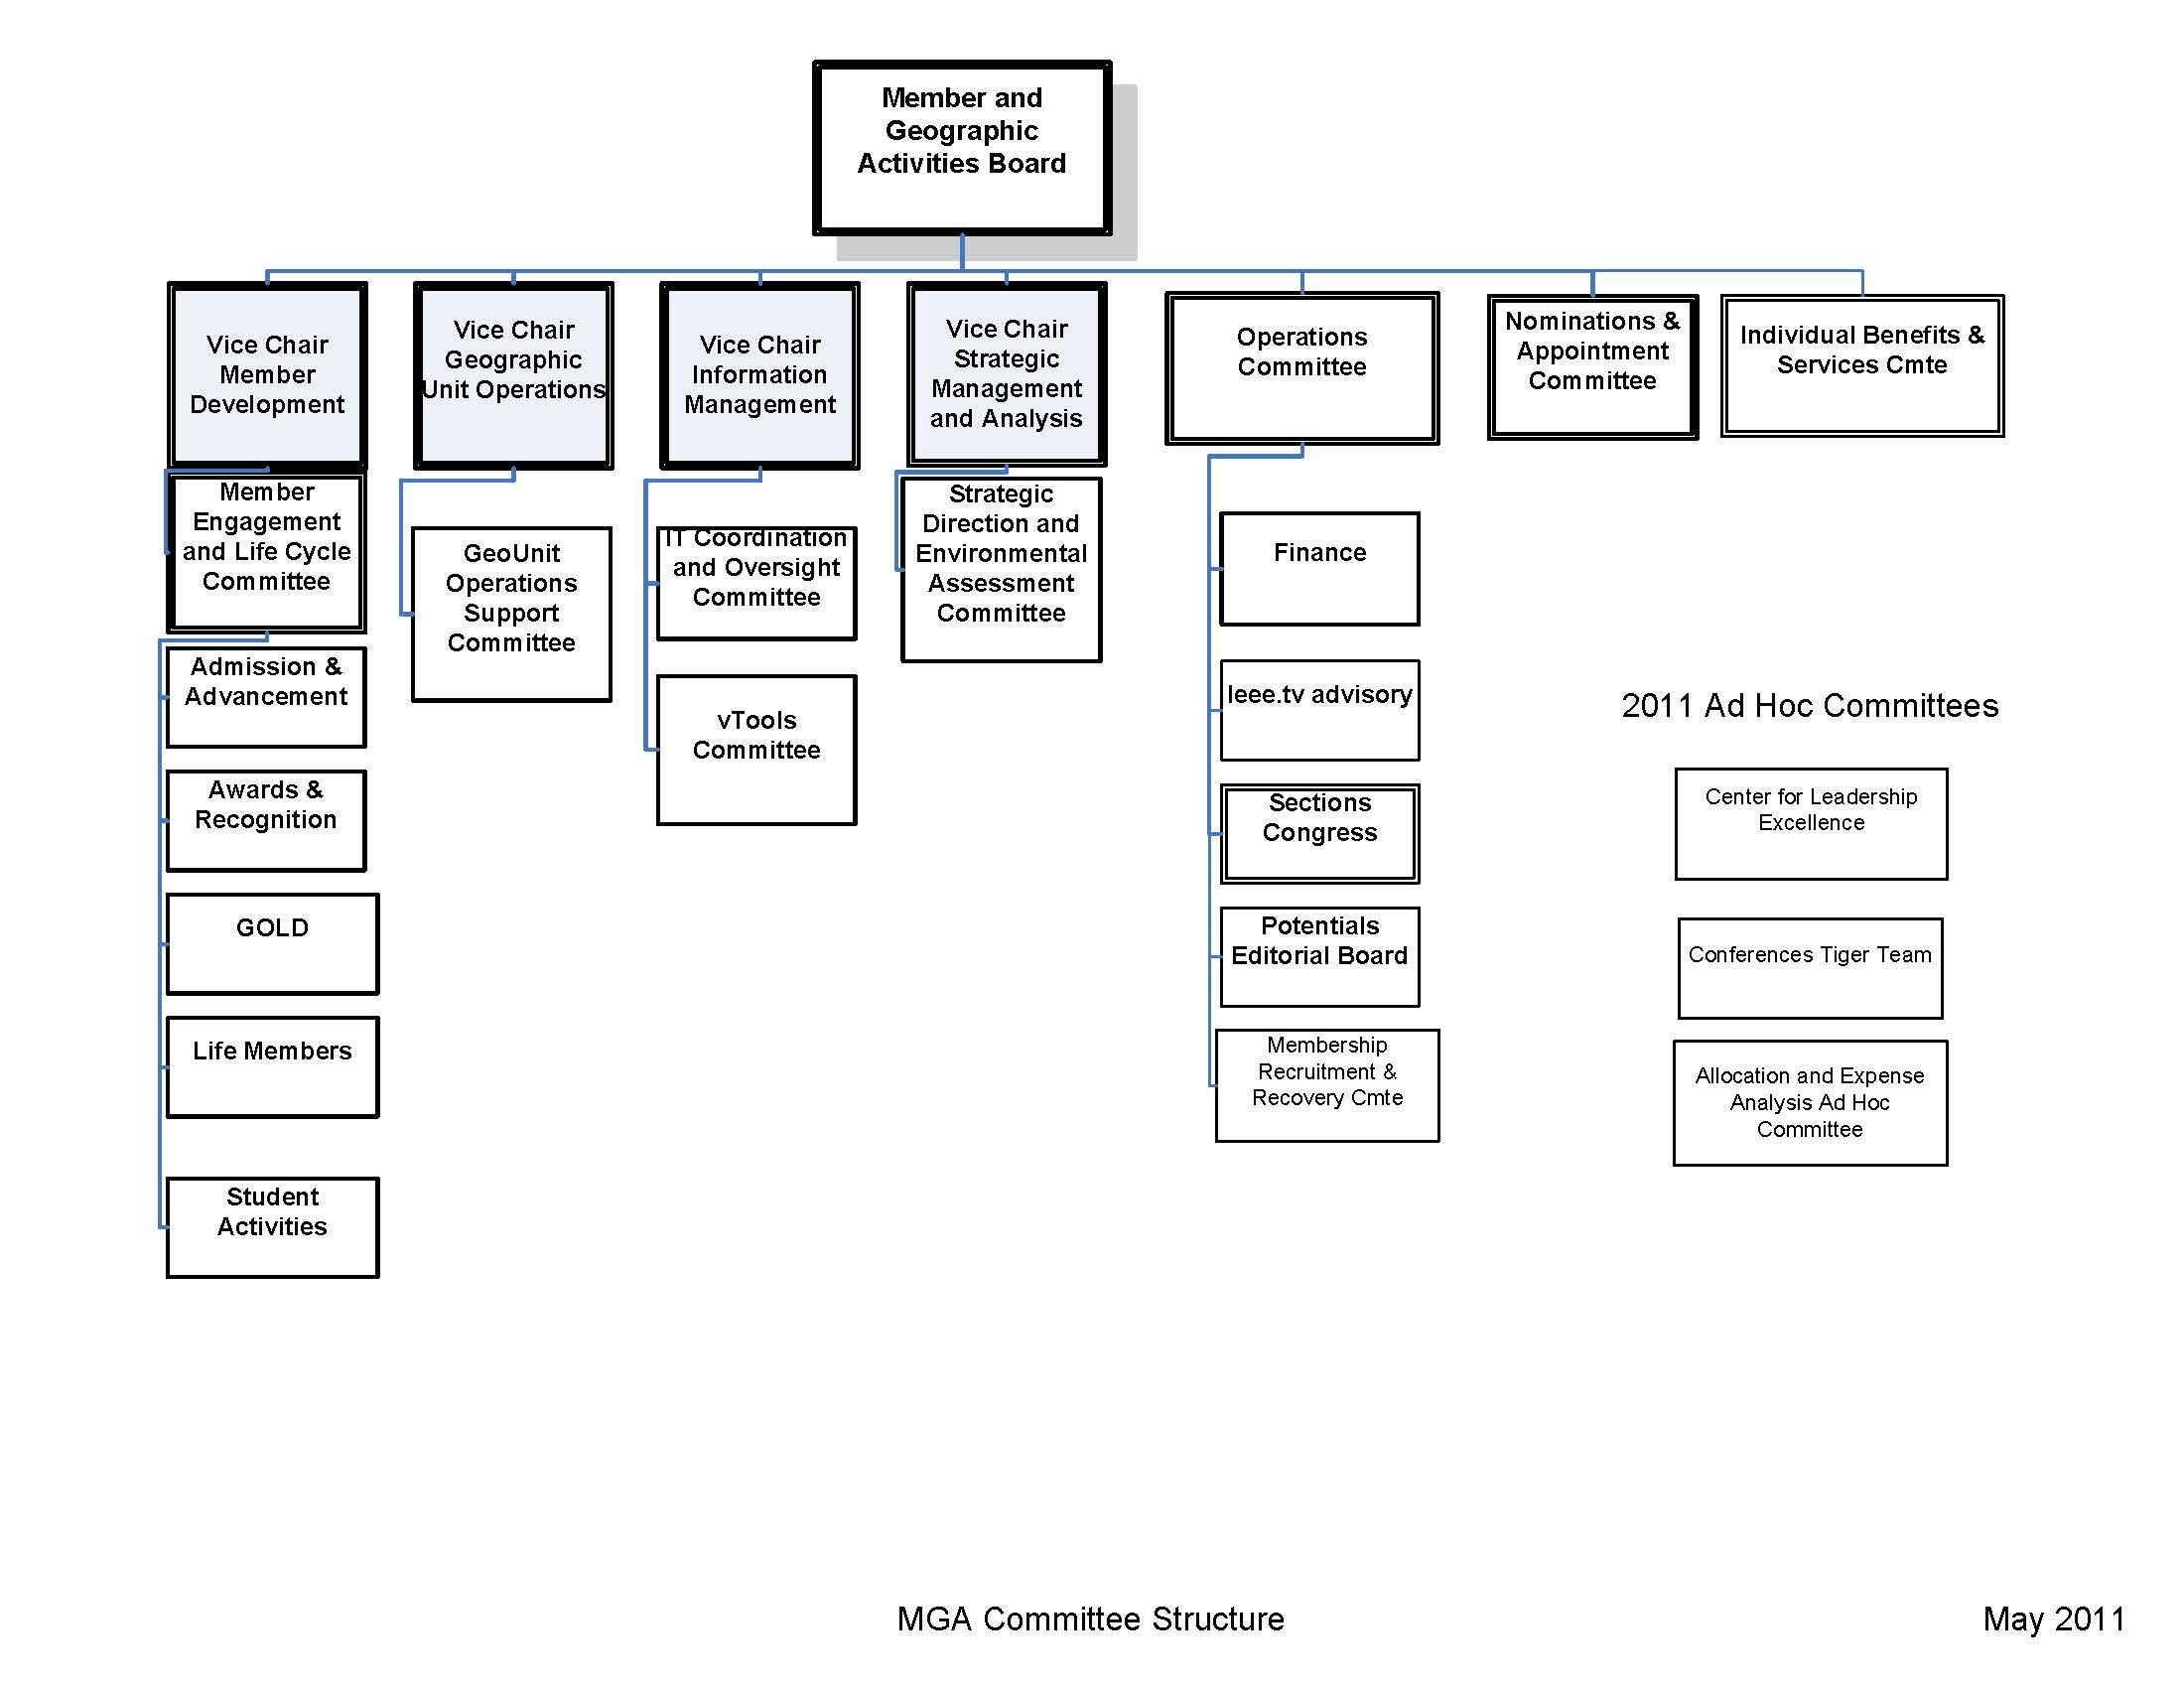 Member and
Geographic
Activities Board
Vice Chair
Member
Development
Vice Chair
Geographic
Unit Operations
Vice Chair
Information
Management
Vice Chair
Strategic
Management
and Analysis
Operations
Committee
Nominations &
Appointment
Committee
Individual Benefits &
Services Cmte
Member
Engagement
and Life Cycle
Committee
GeoUnit
Operations
Support
Committee
IT Coordination
and Oversight
Committee
Strategic
Direction and
Environmental
Assessment
Committee
Finance
Admission &
Advancement
vTools
Committee
Ieee.tv advisory
2011 Ad Hoc Committees
Awards &
Recognition
Sections
Congress
Center for Leadership
Excellence
GOLD
Potentials
Editorial Board
Conferences Tiger Team
Life Members
Membership
Recruitment &
Recovery Cmte
Allocation and Expense
Analysis Ad Hoc
Committee
Student
Activities
MGA Committee Structure
May 2011